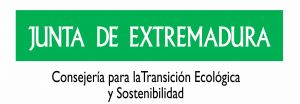 JUNTA DE EXTREMADURA
Consejería para laTransición Ecológica
y Sostenibilidad